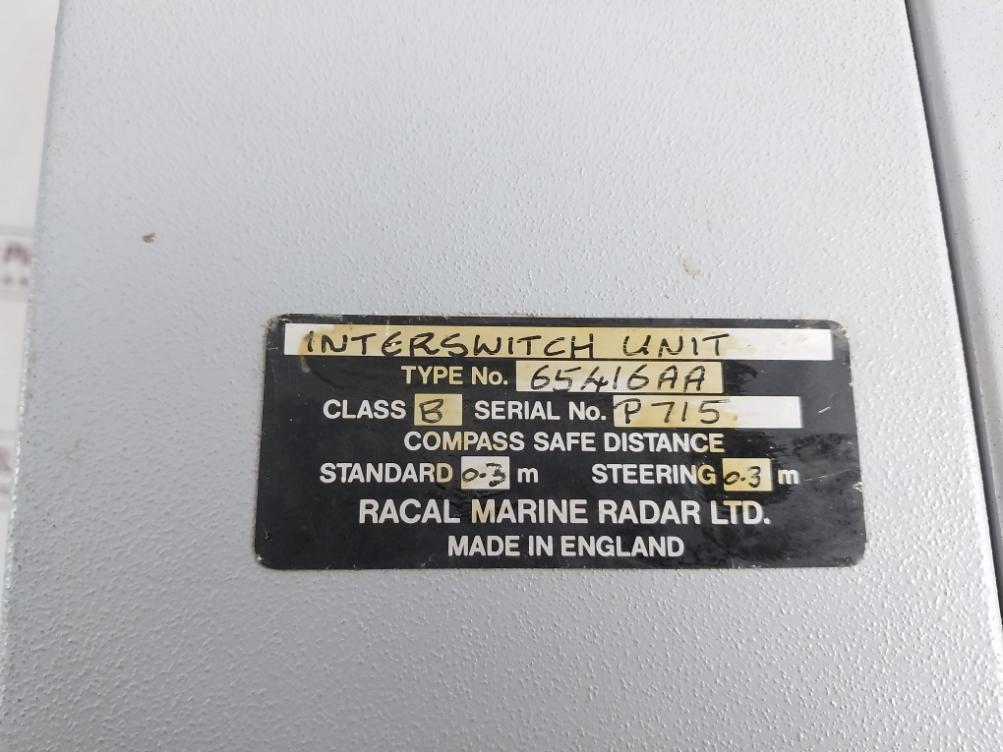 INTERSWITCH UNIT
TYPE No. 65416AA
CLASS B SERIAL No. P715
COMPASS SAFE DISTANCE
STANDARD 0.3 m STEERING 0.3 m
RACAL MARINE RADAR LTD.
MADE IN ENGLAND